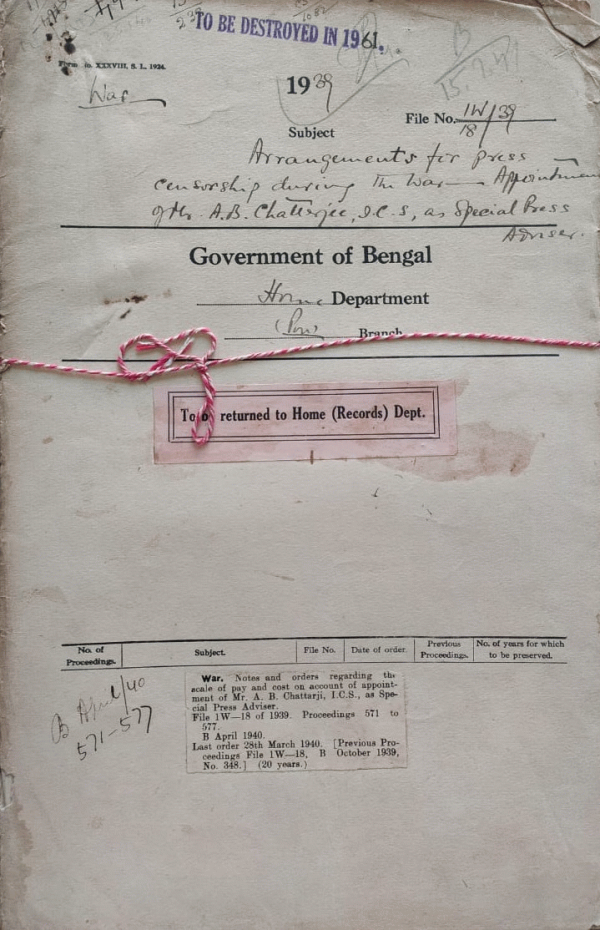 TO BE DESTROYED IN 1961.
Form No. XXXVIII, S. L. 1924.
War
15.2.41
1939
File No. 1W/39
18
Subject
Arrangements for press
censorship during the War — Appointmen
of Mr. A.B. Chatterjee, I.C.S, as Special Press
Adviser.
Government of Bengal
Home Department
Branch
To be returned to Home (Records) Dept.
No. of Proceedings. Subject. File No. Date of order. Previous Proceedings. No. of years for which to be preserved.
B April/40
571-577
War. Notes and orders regarding the
scale of pay and cost on account of appoint-
ment of Mr. A. B. Chattarji, I.C.S., as Spe-
cial Press Adviser.
File 1W—18 of 1939. Proceedings 571 to
577.
B April 1940.
Last order 28th March 1940. [Previous Pro-
ceedings File 1W—18, B October 1939,
No. 348.] (20 years.)